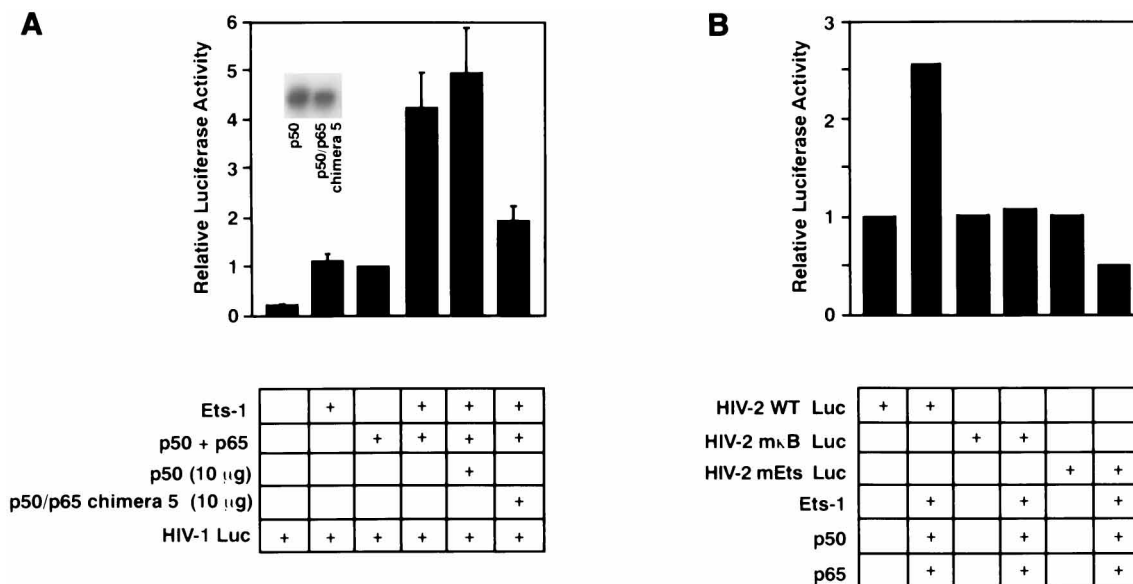 A
Relative Luciferase Activity
6
5
4
3
2
1
0
p50
p50/p65
chimera 5
Ets-1 + + + +
p50 + p65 + + + +
p50 (10 µg) +
p50/p65 chimera 5 (10 µg) +
HIV-1 Luc + + + + + +
B
Relative Luciferase Activity
3
2
1
0
HIV-2 WT Luc + +
HIV-2 mκB Luc + +
HIV-2 mEts Luc + +
Ets-1 + + +
p50 + + +
p65 + + +